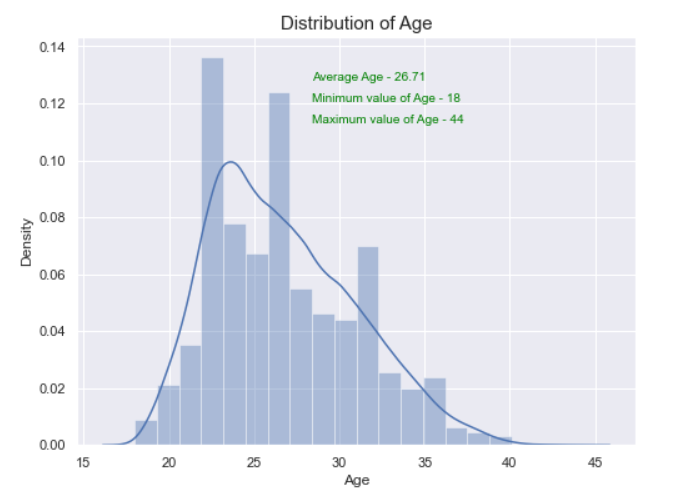 Distribution of Age
0.14
Average Age - 26.71
Minimum value of Age - 18
0.12
Maximum value of Age - 44
0.10
0.08
Density
0.06
0.04
0.02
0.00
15 20 25 30 35 40 45
Age